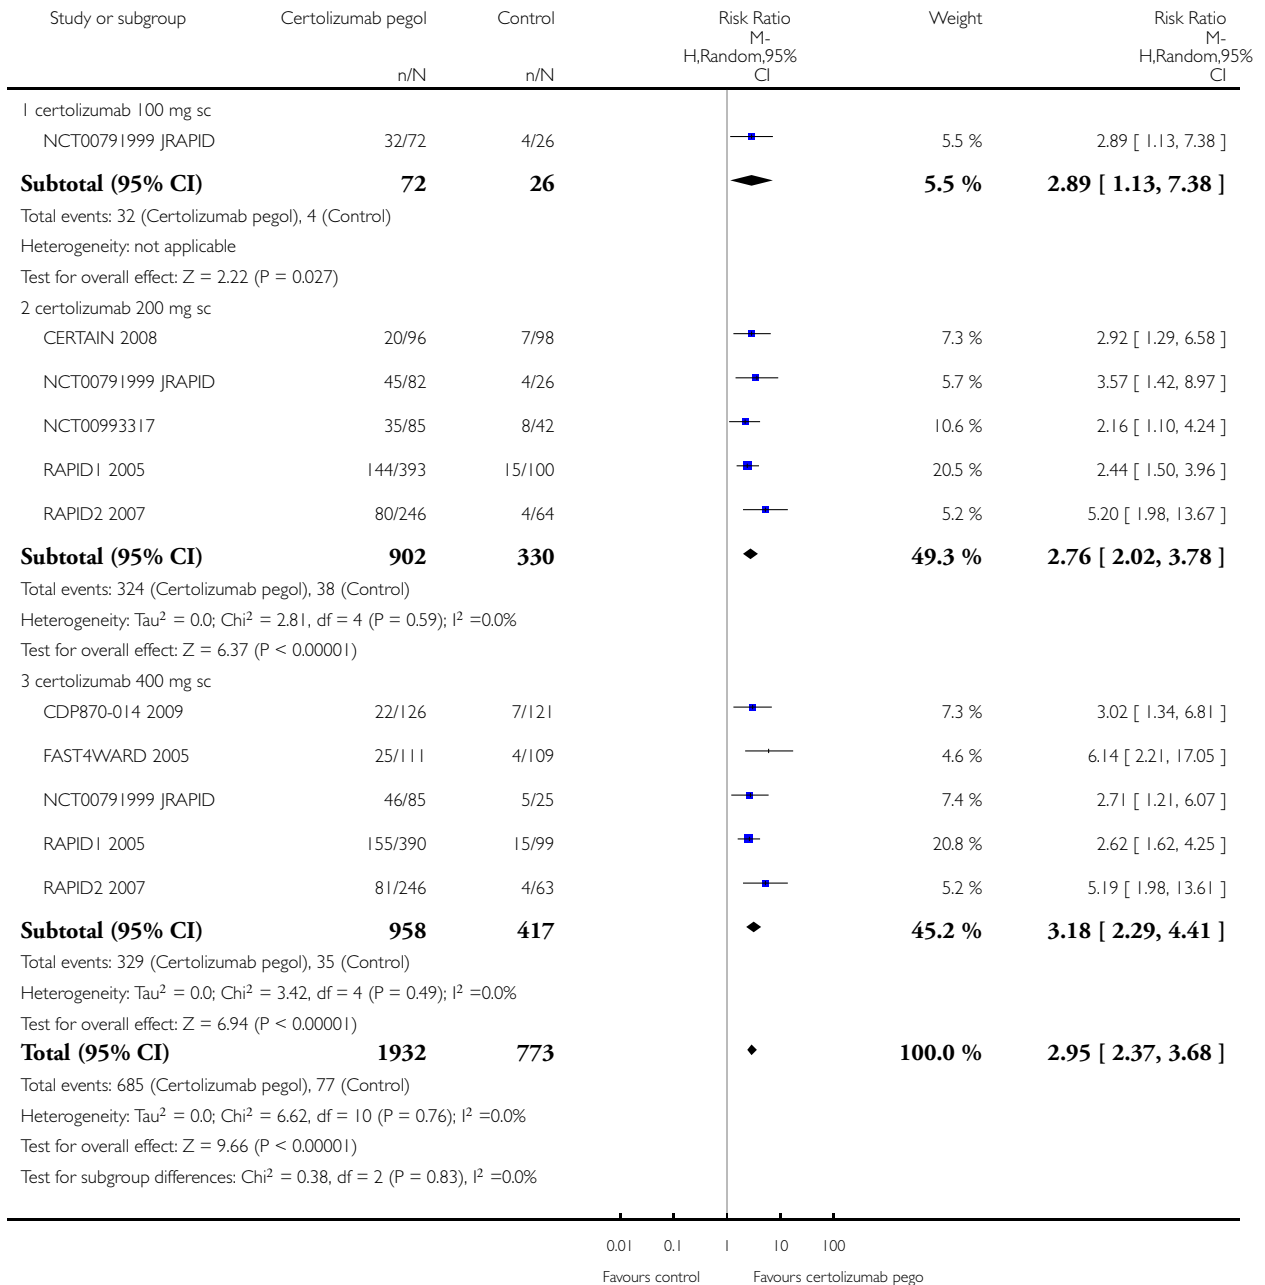 Study or subgroup Certolizumab pegol Control Risk Ratio Weight Risk Ratio
M- M-
H,Random,95% H,Random,95%
n/N n/N CI CI
1 certolizumab 100 mg sc
NCT00791999 JRAPID 32/72 4/26 5.5 % 2.89 [ 1.13, 7.38 ]
Subtotal (95% CI) 72 26 5.5 % 2.89 [ 1.13, 7.38 ]
Total events: 32 (Certolizumab pegol), 4 (Control)
Heterogeneity: not applicable
Test for overall effect: Z = 2.22 (P = 0.027)
2 certolizumab 200 mg sc
CERTAIN 2008 20/96 7/98 7.3 % 2.92 [ 1.29, 6.58 ]
NCT00791999 JRAPID 45/82 4/26 5.7 % 3.57 [ 1.42, 8.97 ]
NCT00993317 35/85 8/42 10.6 % 2.16 [ 1.10, 4.24 ]
RAPID1 2005 144/393 15/100 20.5 % 2.44 [ 1.50, 3.96 ]
RAPID2 2007 80/246 4/64 5.2 % 5.20 [ 1.98, 13.67 ]
Subtotal (95% CI) 902 330 49.3 % 2.76 [ 2.02, 3.78 ]
Total events: 324 (Certolizumab pegol), 38 (Control)
Heterogeneity: Tau² = 0.0; Chi² = 2.81, df = 4 (P = 0.59); I² =0.0%
Test for overall effect: Z = 6.37 (P < 0.00001)
3 certolizumab 400 mg sc
CDP870-014 2009 22/126 7/121 7.3 % 3.02 [ 1.34, 6.81 ]
FAST4WARD 2005 25/111 4/109 4.6 % 6.14 [ 2.21, 17.05 ]
NCT00791999 JRAPID 46/85 5/25 7.4 % 2.71 [ 1.21, 6.07 ]
RAPID1 2005 155/390 15/99 20.8 % 2.62 [ 1.62, 4.25 ]
RAPID2 2007 81/246 4/63 5.2 % 5.19 [ 1.98, 13.61 ]
Subtotal (95% CI) 958 417 45.2 % 3.18 [ 2.29, 4.41 ]
Total events: 329 (Certolizumab pegol), 35 (Control)
Heterogeneity: Tau² = 0.0; Chi² = 3.42, df = 4 (P = 0.49); I² =0.0%
Test for overall effect: Z = 6.94 (P < 0.00001)
Total (95% CI) 1932 773 100.0 % 2.95 [ 2.37, 3.68 ]
Total events: 685 (Certolizumab pegol), 77 (Control)
Heterogeneity: Tau² = 0.0; Chi² = 6.62, df = 10 (P = 0.76); I² =0.0%
Test for overall effect: Z = 9.66 (P < 0.00001)
Test for subgroup differences: Chi² = 0.38, df = 2 (P = 0.83), I² =0.0%
0.01 0.1 1 10 100
Favours control Favours certolizumab pego